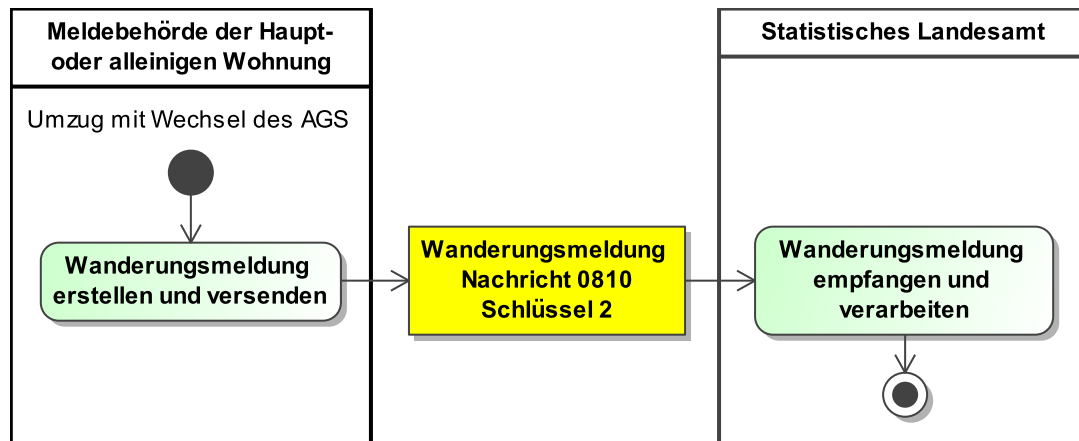 Meldebehörde der Haupt-
oder alleinigen Wohnung
Statistisches Landesamt
Umzug mit Wechsel des AGS
Wanderungsmeldung
erstellen und versenden
Wanderungsmeldung
Nachricht 0810
Schlüssel 2
Wanderungsmeldung
empfangen und
verarbeiten